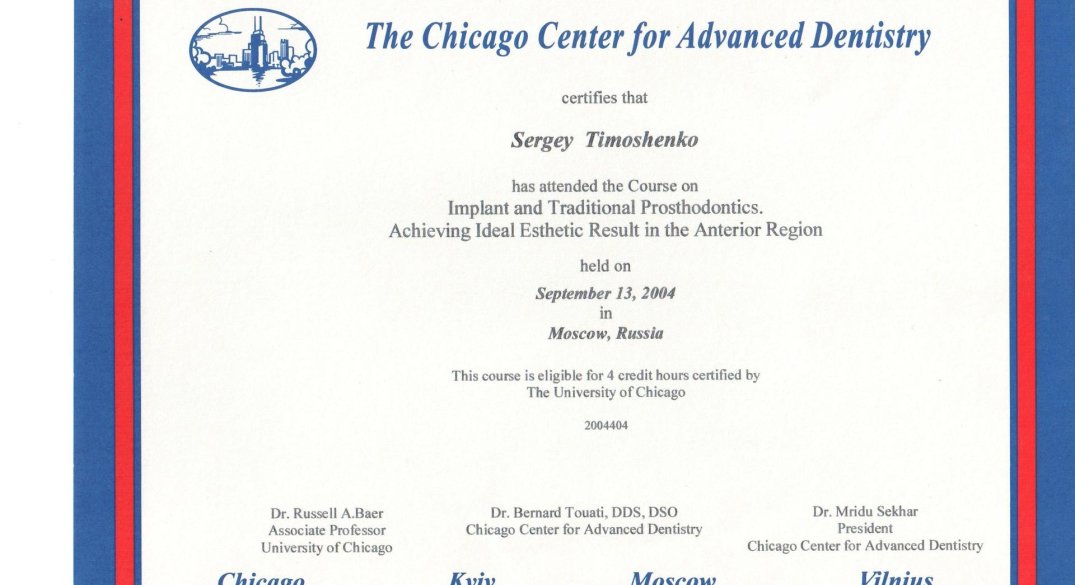 The Chicago Center for Advanced Dentistry
certifies that
Sergey Timoshenko
has attended the Course on
Implant and Traditional Prosthodontics.
Achieving Ideal Esthetic Result in the Anterior Region
held on
September 13, 2004
in
Moscow, Russia
This course is eligible for 4 credit hours certified by
The University of Chicago
2004404
Dr. Russell A.Baer
Associate Professor
University of Chicago
Dr. Bernard Touati, DDS, DSO
Chicago Center for Advanced Dentistry
Dr. Mridu Sekhar
President
Chicago Center for Advanced Dentistry
Chicago Kyiv Moscow Vilnius